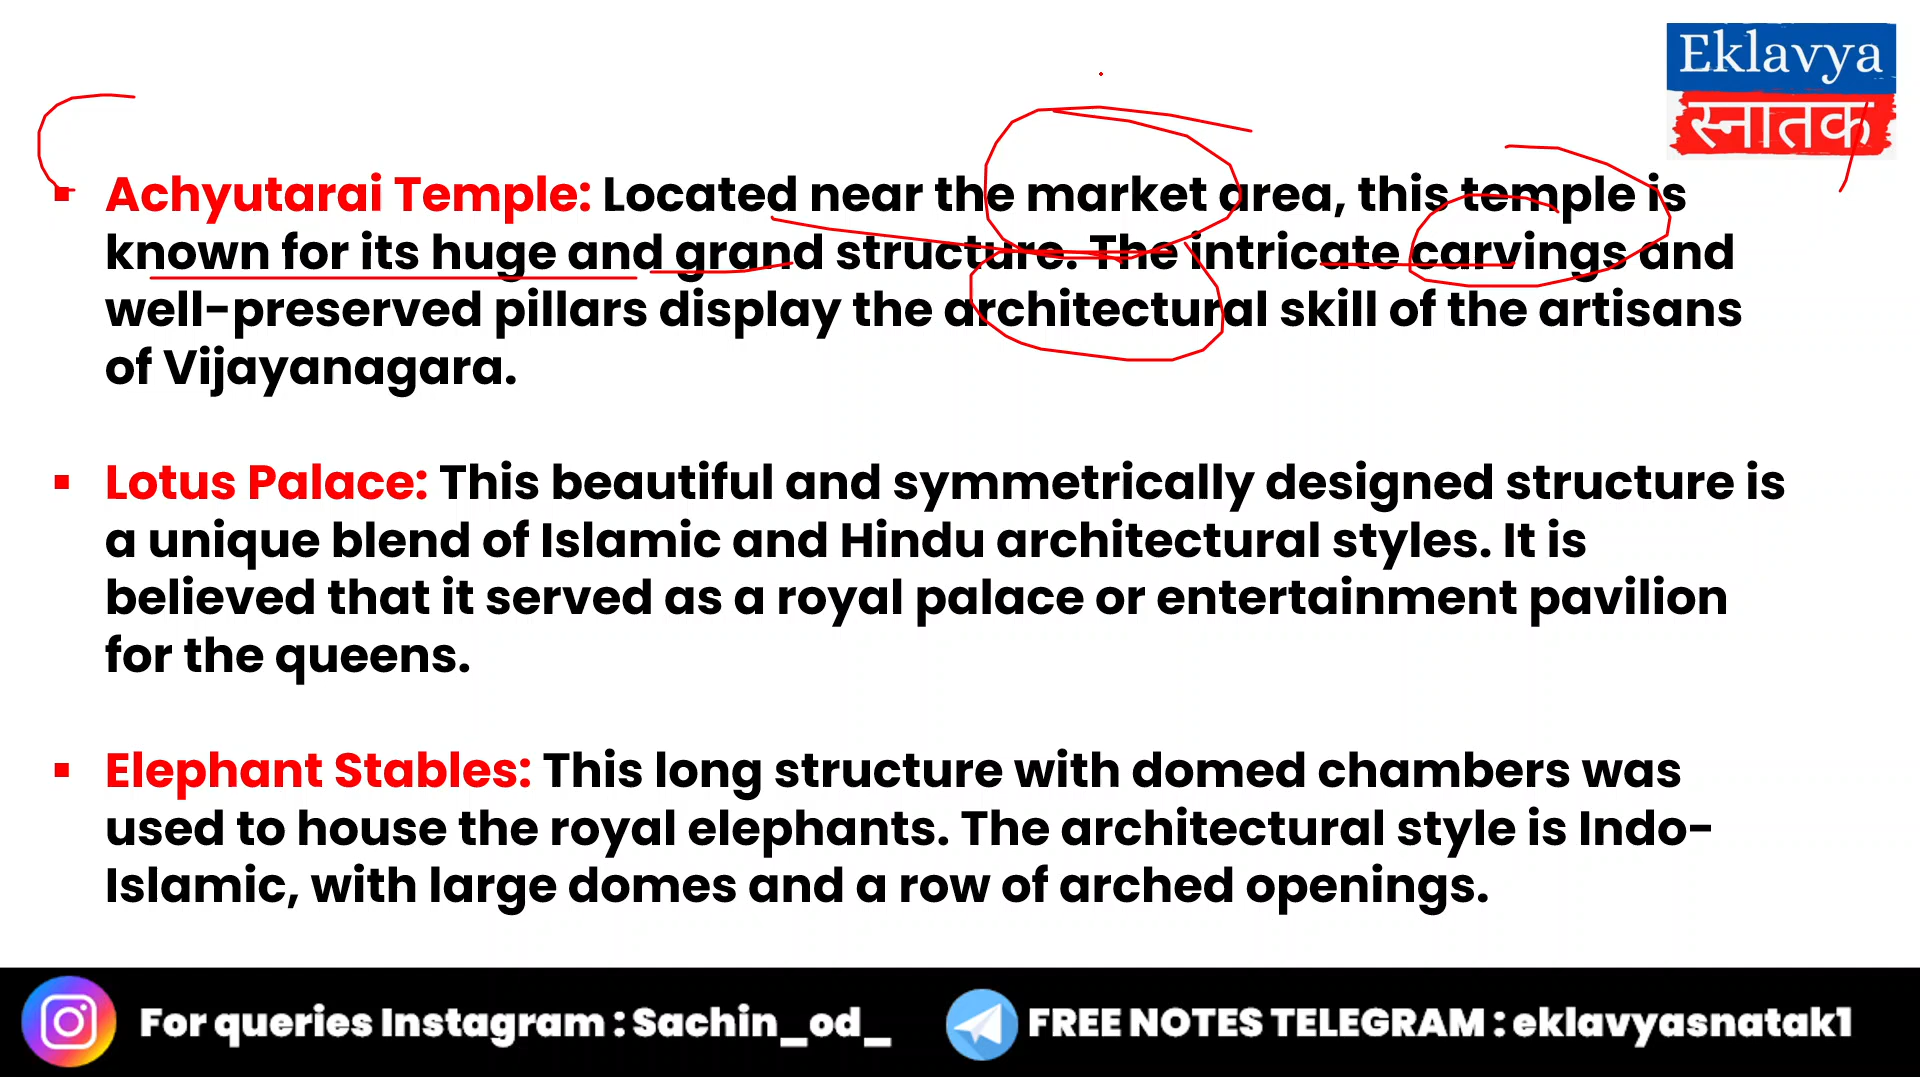 Eklavya
स्नातक
▪ Achyutarai Temple: Located near the market area, this temple is
known for its huge and grand structure. The intricate carvings and
well-preserved pillars display the architectural skill of the artisans
of Vijayanagara.
▪ Lotus Palace: This beautiful and symmetrically designed structure is
a unique blend of Islamic and Hindu architectural styles. It is
believed that it served as a royal palace or entertainment pavilion
for the queens.
▪ Elephant Stables: This long structure with domed chambers was
used to house the royal elephants. The architectural style is Indo-
Islamic, with large domes and a row of arched openings.
For queries Instagram : Sachin_od_
FREE NOTES TELEGRAM : eklavyasnatak1